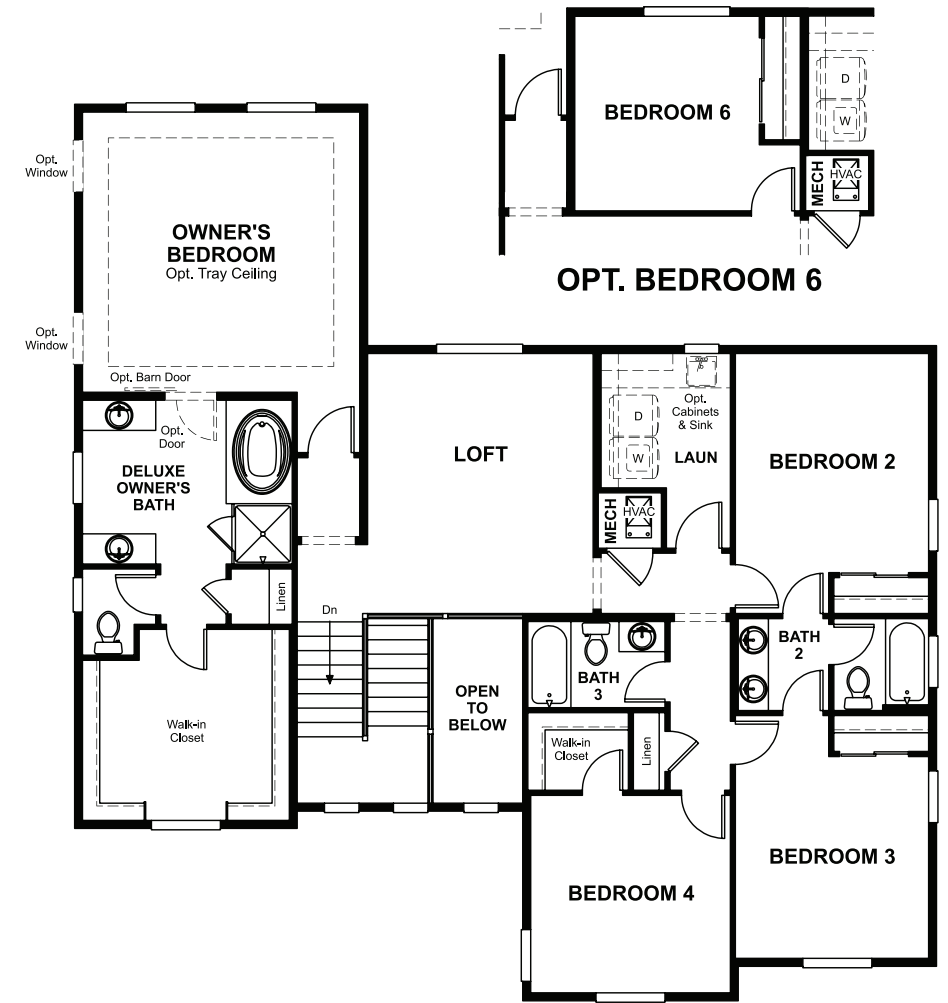 BEDROOM 6
D
W
MECH
HVAC
OPT. BEDROOM 6
Opt.
Window
OWNER'S
BEDROOM
Opt. Tray Ceiling
Opt.
Window
Opt. Barn Door
Opt.
Door
DELUXE
OWNER'S
BATH
Linen
Walk-in
Closet
Dn
LOFT
OPEN
TO
BELOW
D
W
Opt.
Cabinets
& Sink
LAUN
MECH
HVAC
BEDROOM 2
BATH
2
BATH
3
Walk-in
Closet
Linen
BEDROOM 3
BEDROOM 4